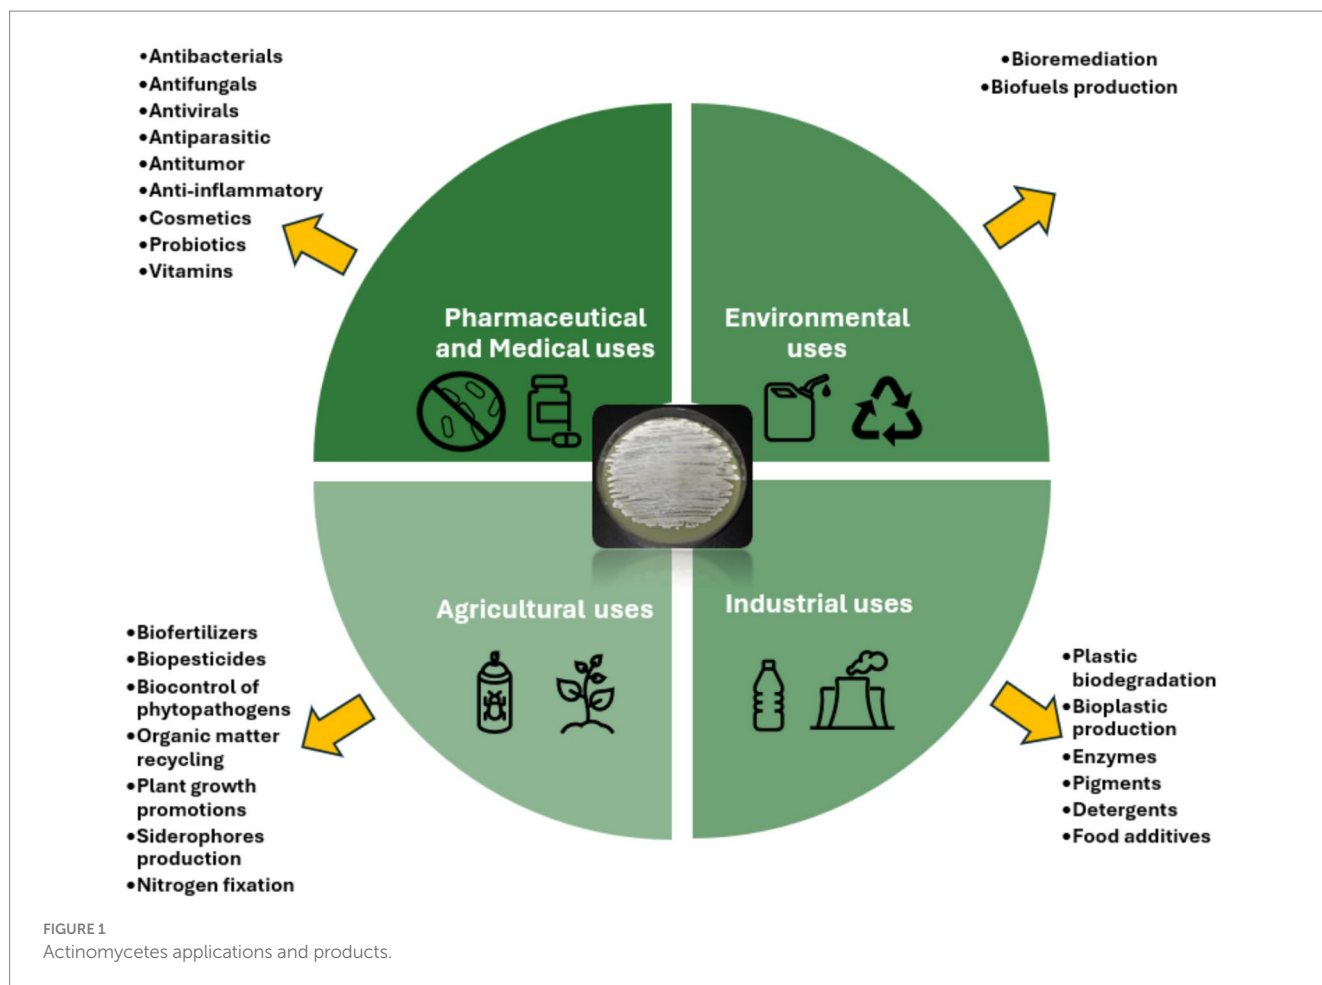 •Antibacterials
•Antifungals
•Antivirals
•Antiparasitic
•Antitumor
•Anti-inflammatory
•Cosmetics
•Probiotics
•Vitamins
•Bioremediation
•Biofuels production
Pharmaceutical
and Medical uses
Environmental
uses
Agricultural uses
Industrial uses
•Biofertilizers
•Biopesticides
•Biocontrol of
phytopathogens
•Organic matter
recycling
•Plant growth
promotions
•Siderophores
production
•Nitrogen fixation
•Plastic
biodegradation
•Bioplastic
production
•Enzymes
•Pigments
•Detergents
•Food additives
FIGURE 1
Actinomycetes applications and products.